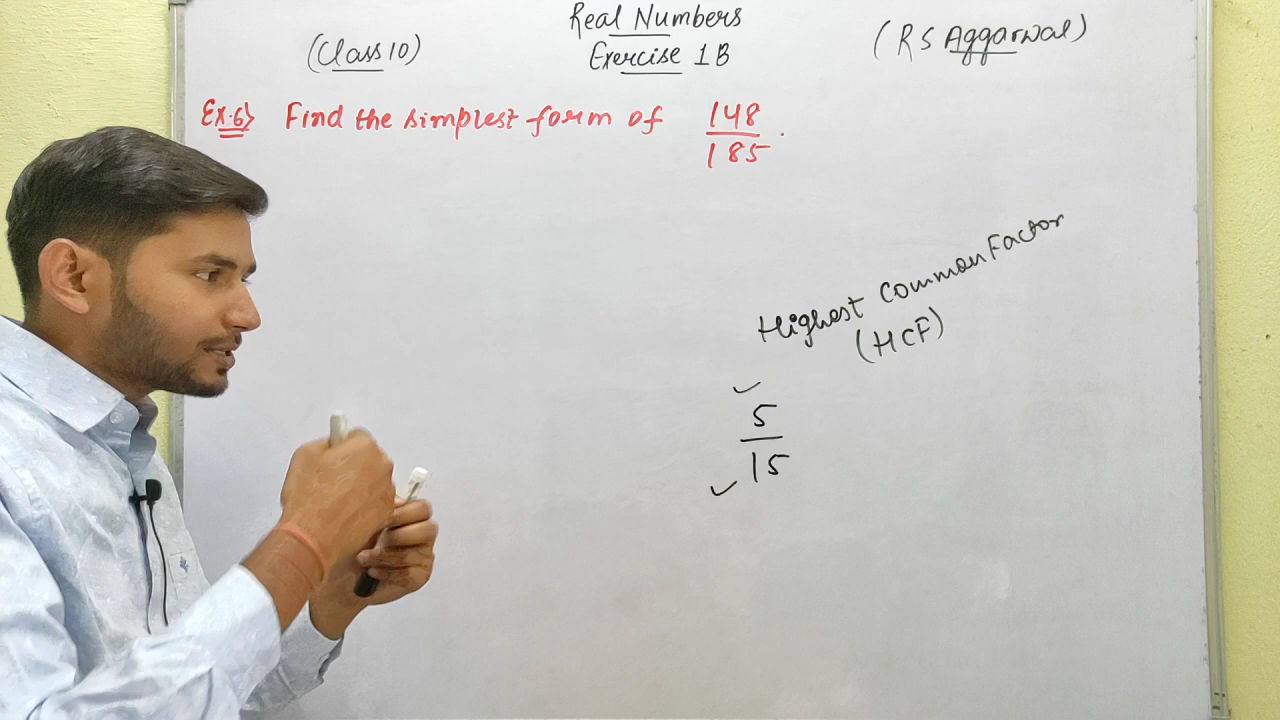 Real Numbers
(Class 10)
Exercise 1B
(RS Aggarwal)
Ex.6> Find the simplest form of 148/185.
Highest Common Factor
(HCF)
5
15